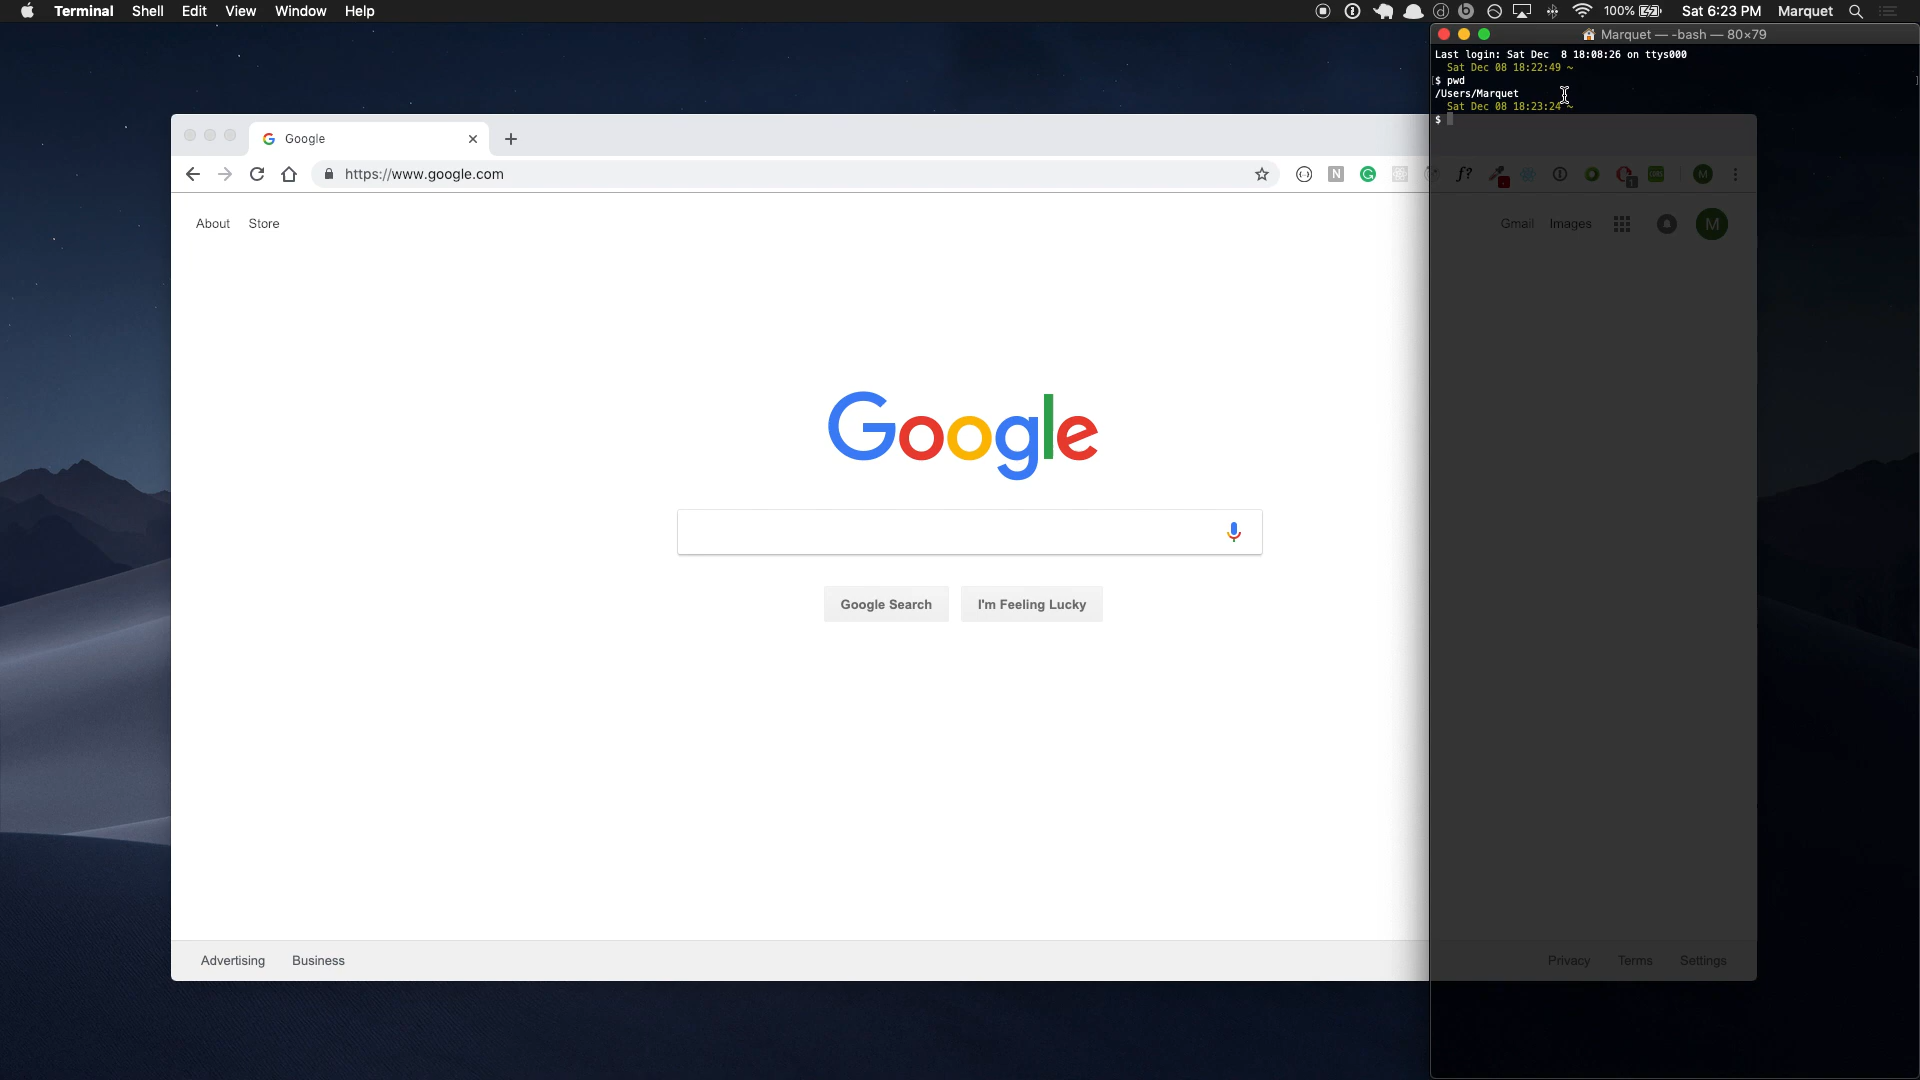 Terminal Shell Edit View Window Help
100% Sat 6:23 PM Marquet
Marquet — -bash — 80×79
Last login: Sat Dec  8 18:08:26 on ttys000
Sat Dec 08 18:22:49 ~
$ pwd
/Users/Marquet
Sat Dec 08 18:23:24 ~
$
Google
https://www.google.com
About Store
Gmail Images M
Google
Google Search I'm Feeling Lucky
Advertising Business
Privacy Terms Settings